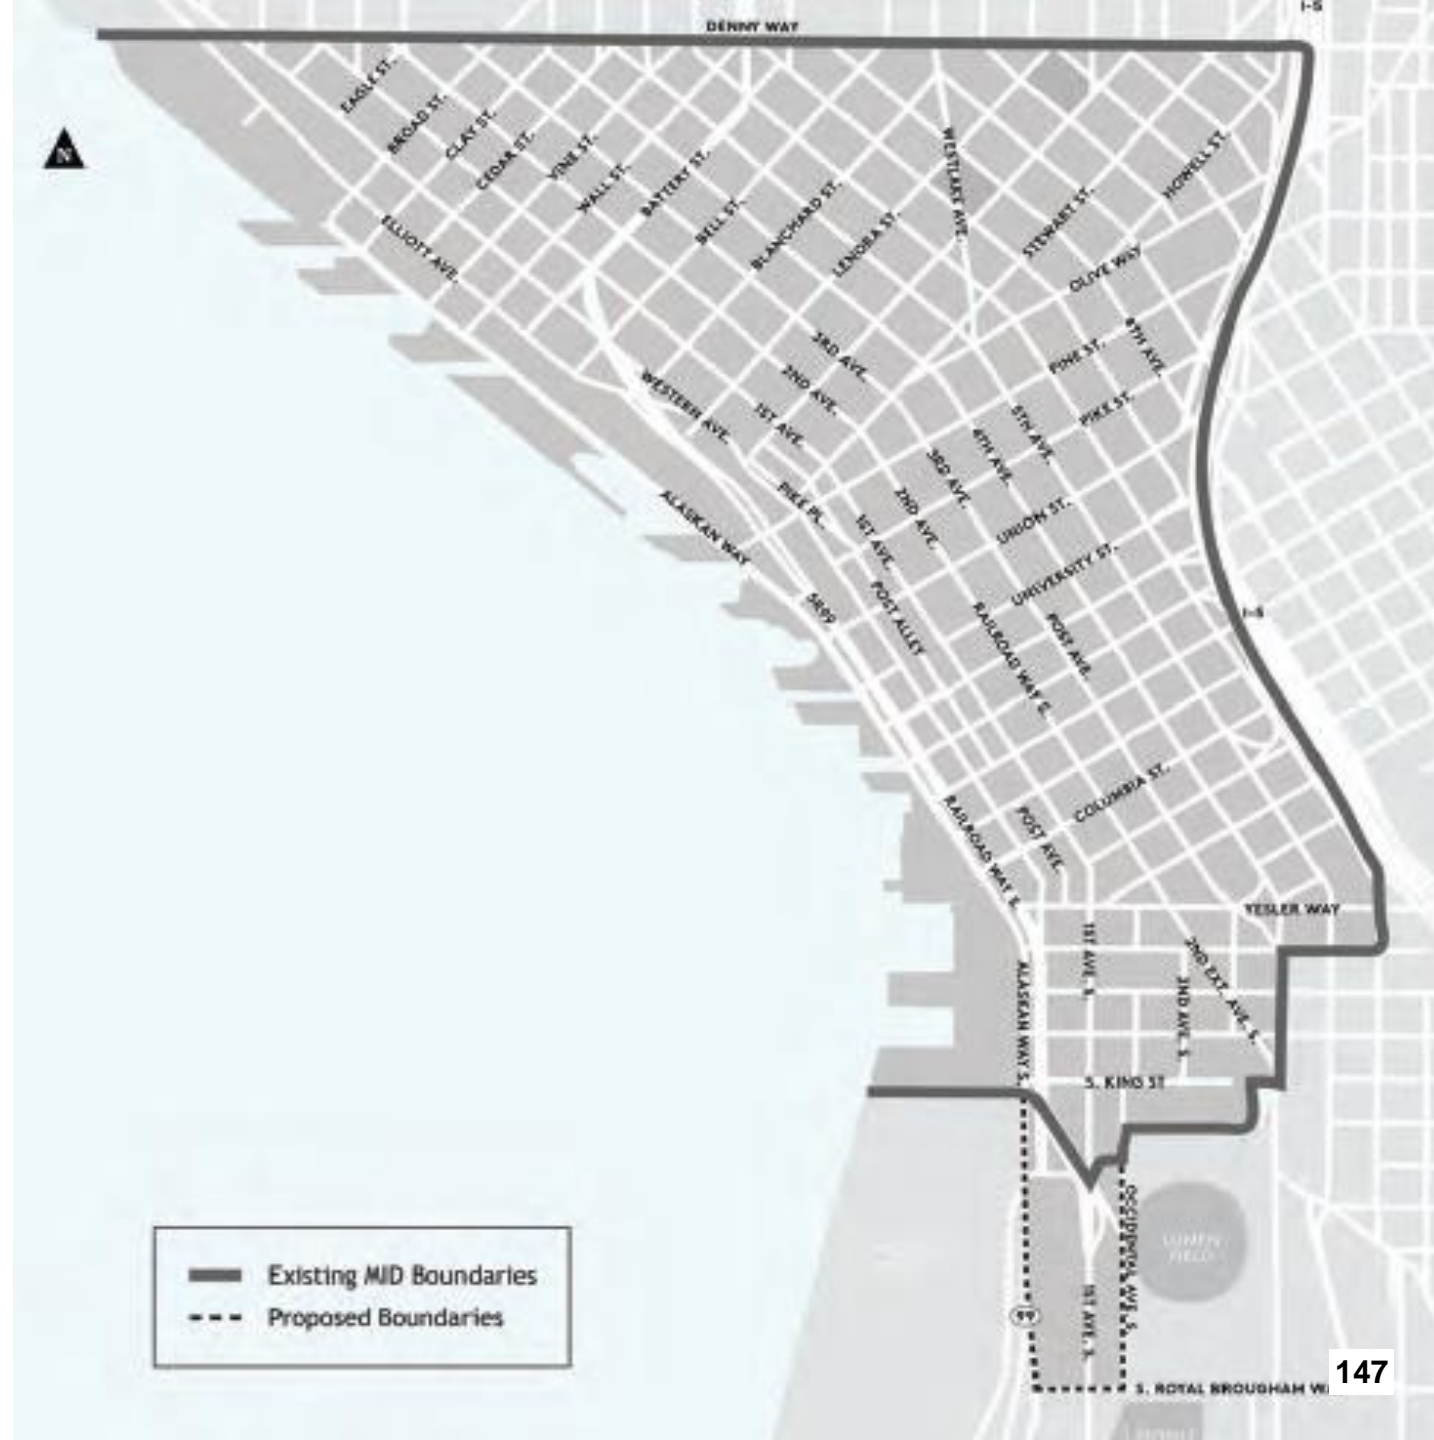 I-5
DENNY WAY
EAGLE ST.
BROAD ST.
CLAY ST.
CEDAR ST.
VINE ST.
WALL ST.
BATTERY ST.
BELL ST.
BLANCHARD ST.
LENORA ST.
WESTLAKE AVE.
STEWART ST.
HOWELL ST.
OLIVE WAY
N
ELLIOTT AVE.
3RD AVE.
2ND AVE.
1ST AVE.
WESTERN AVE.
PINE ST.
8TH AVE.
PIKE ST.
5TH AVE.
4TH AVE.
3RD AVE.
2ND AVE.
1ST AVE.
PIKE PL.
UNION ST.
ALASKAN WAY
UNIVERSITY ST.
SR99
POST ALLEY
RAILROAD WAY S.
POST AVE.
I-5
COLUMBIA ST.
RAILROAD WAY S.
POST AVE.
YESLER WAY
1ST AVE. S.
2ND EXT. AVE. S.
2ND AVE. S.
ALASKAN WAY S.
S. KING ST
OCCIDENTAL AVE. S.
LUMEN
FIELD
1ST AVE. S.
99
Existing MID Boundaries
Proposed Boundaries
S. ROYAL BROUGHAM
147